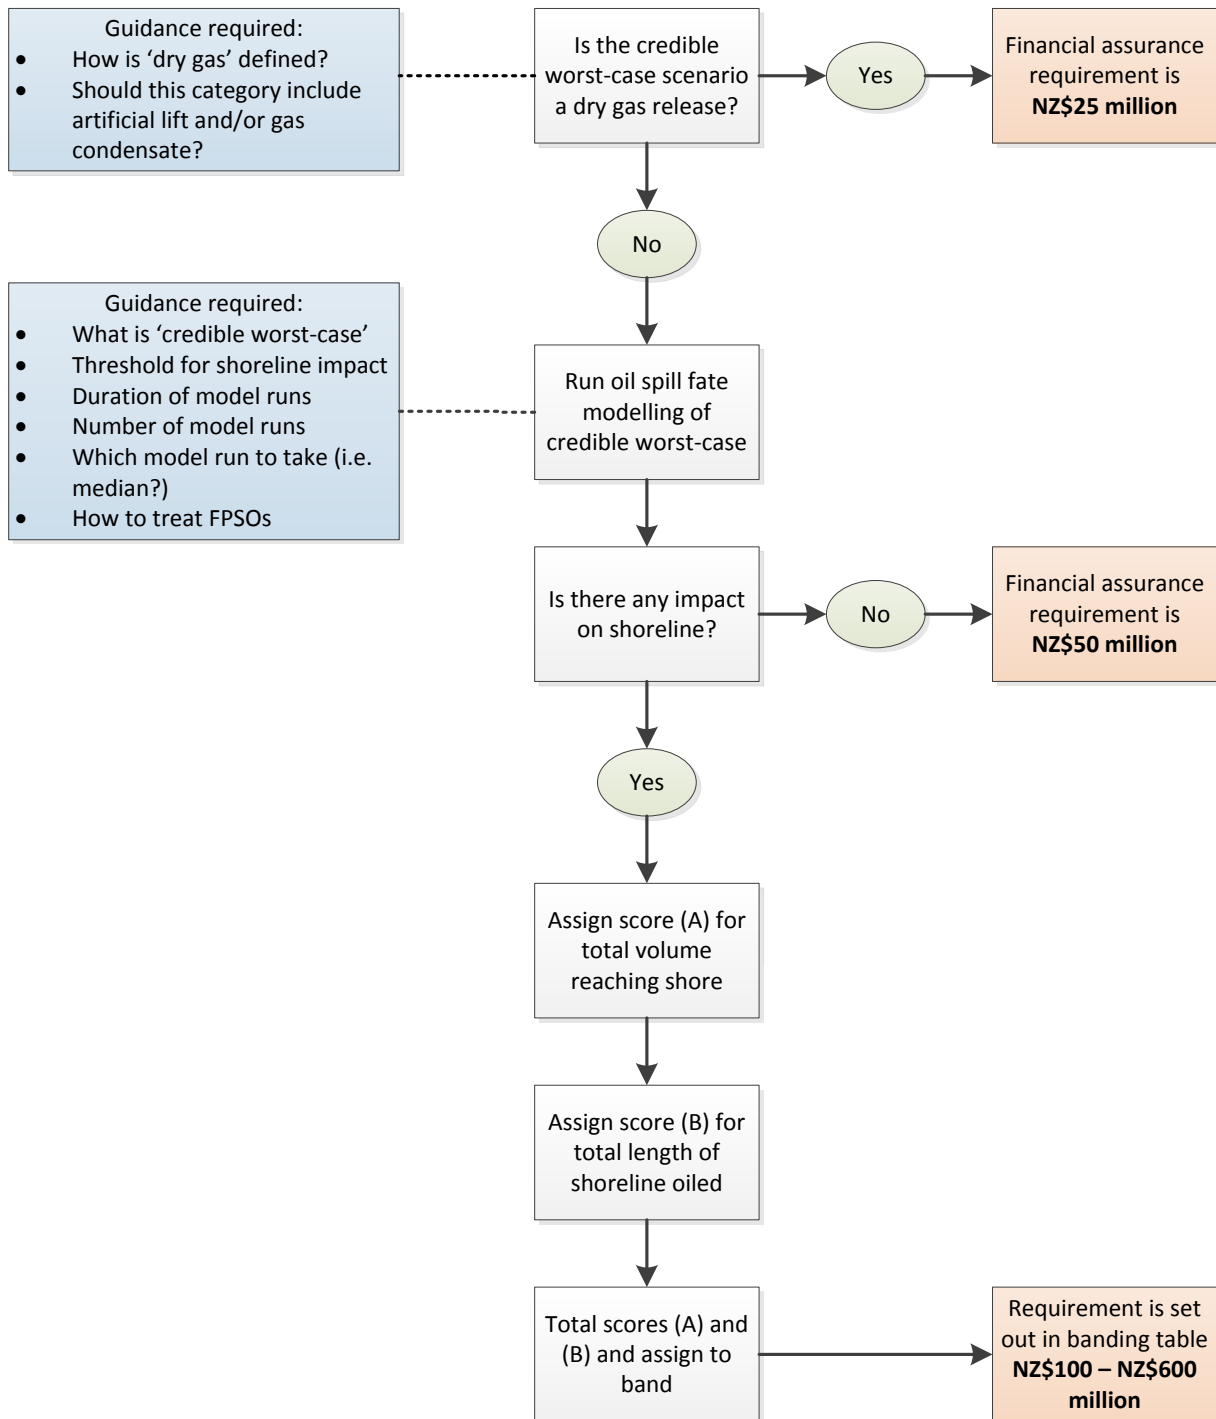 Guidance required:
• How is ‘dry gas’ defined?
• Should this category include
artificial lift and/or gas
condensate?
Is the credible
worst-case scenario
a dry gas release?
Yes
Financial assurance
requirement is
NZ$25 million
No
Guidance required:
• What is ‘credible worst-case’
• Threshold for shoreline impact
• Duration of model runs
• Number of model runs
• Which model run to take (i.e.
median?)
• How to treat FPSOs
Run oil spill fate
modelling of
credible worst-case
Is there any impact
on shoreline?
No
Financial assurance
requirement is
NZ$50 million
Yes
Assign score (A) for
total volume
reaching shore
Assign score (B) for
total length of
shoreline oiled
Total scores (A) and
(B) and assign to
band
Requirement is set
out in banding table
NZ$100 – NZ$600
million